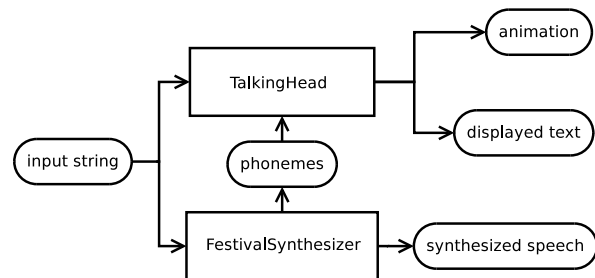 animation
TalkingHead
displayed text
input string
phonemes
FestivalSynthesizer
synthesized speech